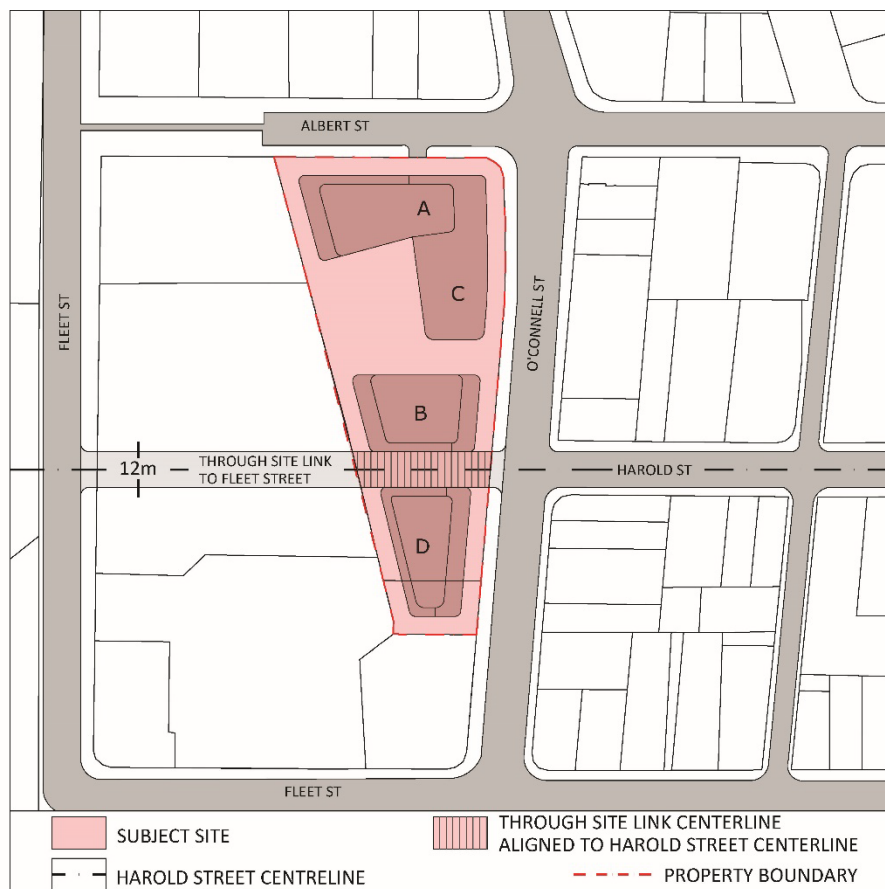 ALBERT ST
A
C
O'CONNELL ST
FLEET ST
B
12m
THROUGH SITE LINK
TO FLEET STREET
HAROLD ST
D
FLEET ST
SUBJECT SITE
THROUGH SITE LINK CENTERLINE
ALIGNED TO HAROLD STREET CENTERLINE
HAROLD STREET CENTRELINE
PROPERTY BOUNDARY